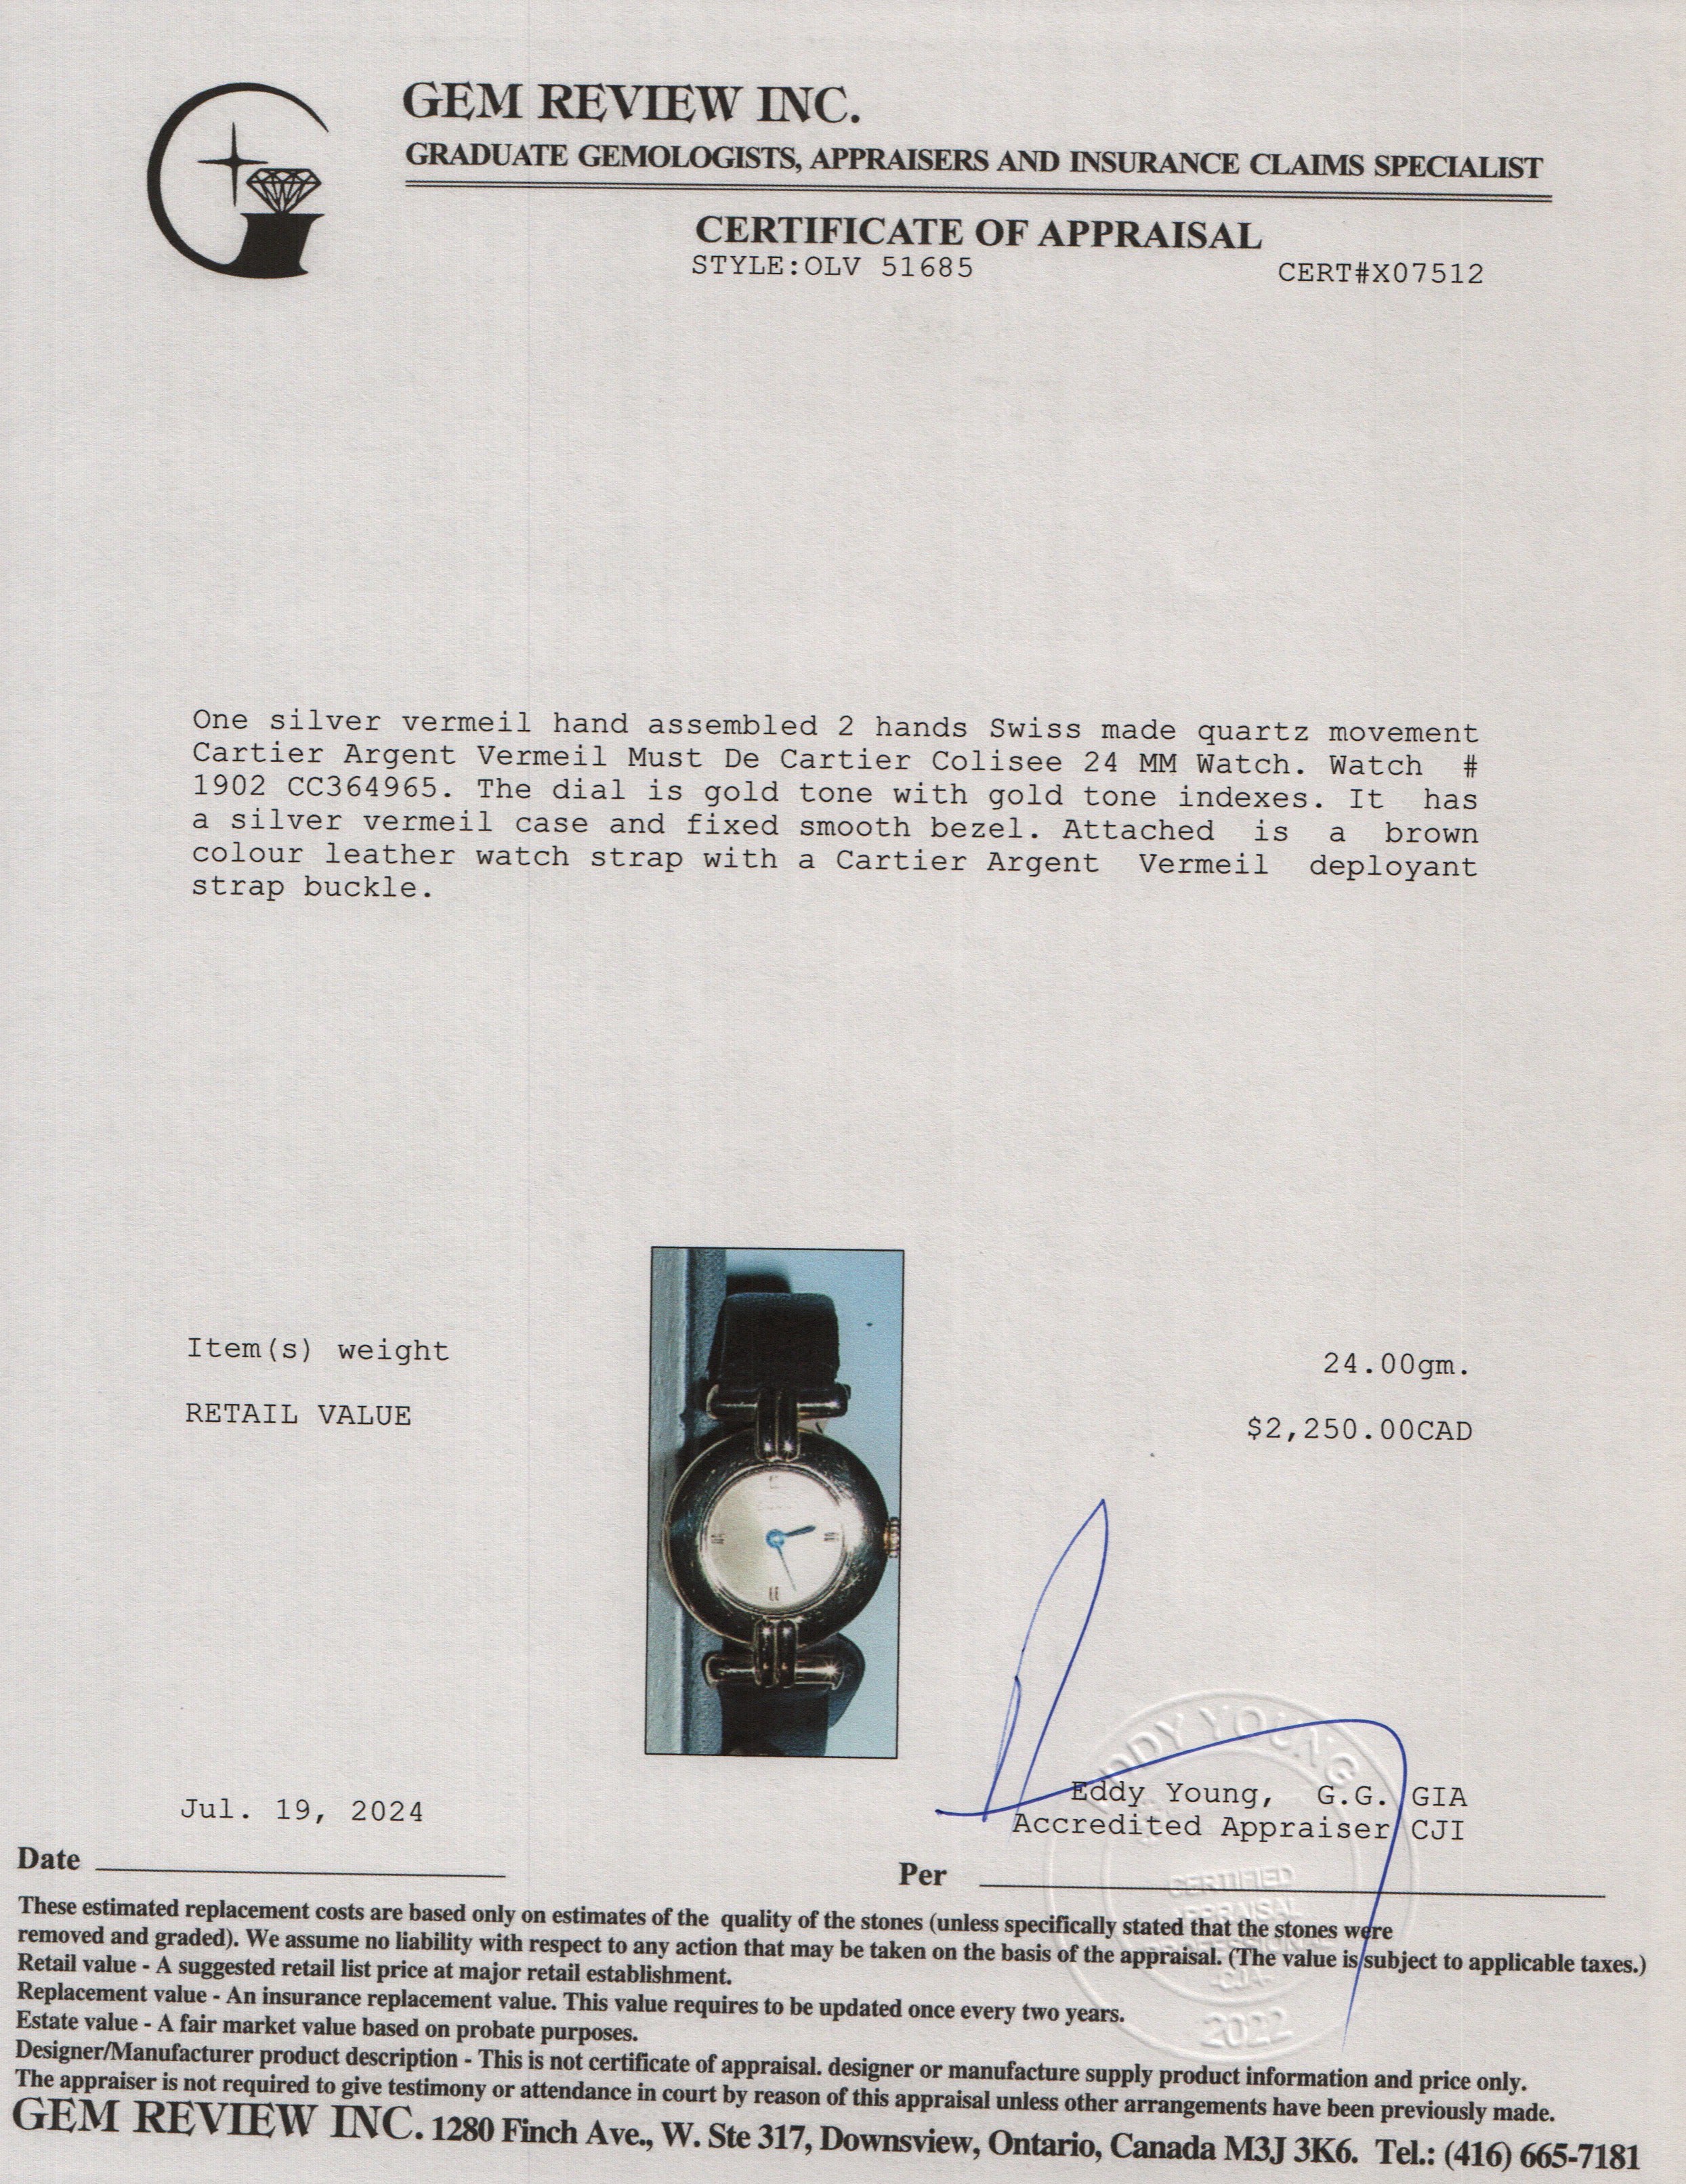 GEM REVIEW INC.
GRADUATE GEMOLOGISTS, APPRAISERS AND INSURANCE CLAIMS SPECIALIST
CERTIFICATE OF APPRAISAL
STYLE:OLV 51685
CERT#X07512
One silver vermeil hand assembled 2 hands Swiss made quartz movement
Cartier Argent Vermeil Must De Cartier Colisee 24 MM Watch. Watch #
1902 CC364965. The dial is gold tone with gold tone indexes. It has
a silver vermeil case and fixed smooth bezel. Attached is a brown
colour leather watch strap with a Cartier Argent Vermeil deployant
strap buckle.
Item(s) weight 24.00gm.
RETAIL VALUE $2,250.00CAD
EDDY YOUNG
Eddy Young, G.G. GIA
Jul. 19, 2024
Accredited Appraiser CJI
Date
Per
CERTIFIED
APPRAISAL
PROFESSIONAL
CJA
2022
These estimated replacement costs are based only on estimates of the quality of the stones (unless specifically stated that the stones were
removed and graded). We assume no liability with respect to any action that may be taken on the basis of the appraisal. (The value is subject to applicable taxes.)
Retail value - A suggested retail list price at major retail establishment.
Replacement value - An insurance replacement value. This value requires to be updated once every two years.
Estate value - A fair market value based on probate purposes.
Designer/Manufacturer product description - This is not certificate of appraisal. designer or manufacture supply product information and price only.
The appraiser is not required to give testimony or attendance in court by reason of this appraisal unless other arrangements have been previously made.
GEM REVIEW INC. 1280 Finch Ave., W. Ste 317, Downsview, Ontario, Canada M3J 3K6. Tel.: (416) 665-7181